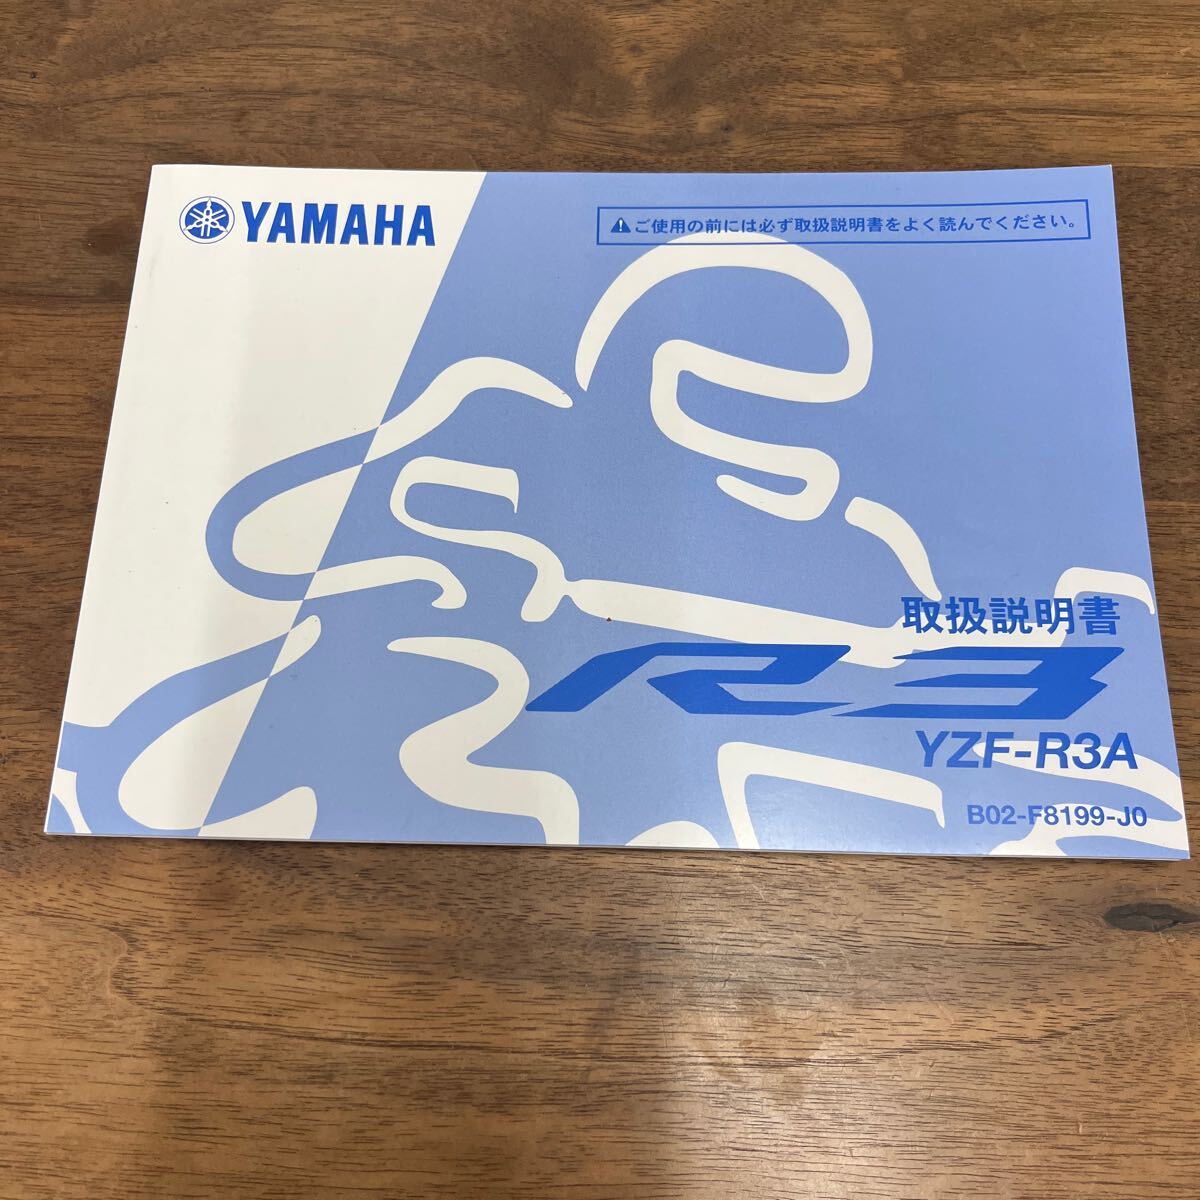 YAMAHA
⚠ご使用の前には必ず取扱説明書をよく読んでください。
取扱説明書
R3
YZF-R3A
B02-F8199-J0